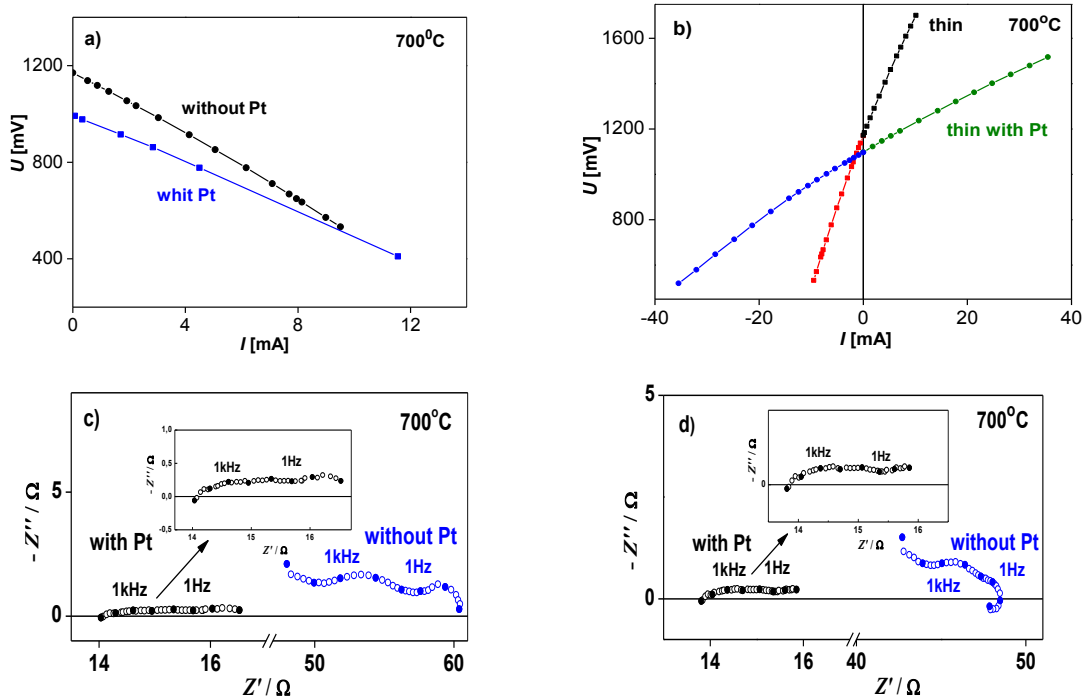 a)
700⁰C
1200
800
400
U [mV]
without Pt
whit Pt
0
4
8
12
I [mA]
b)
thin
700°C
1600
1200
800
U [mV]
thin with Pt
-40
-20
0
20
40
I [mA]
c)
700°C
1,0
0,5
0,0
-0,5
- Z''/ Ω
1kHz
1Hz
14
15
16
Z'/ Ω
5
0
- Z''/ Ω
with Pt
without Pt
1kHz
1Hz
1kHz
1Hz
14
16
50
60
Z'/ Ω
d)
700°C
5
0
- Z''/ Ω
1kHz
1Hz
0
- Z''/ Ω
14
15
16
Z'/ Ω
with Pt
without Pt
1kHz
1Hz
1kHz
1Hz
14
16
40
50
Z'/ Ω